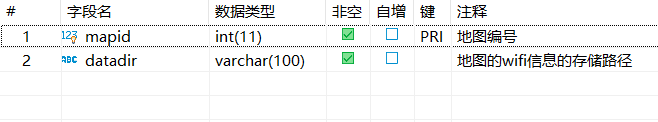 # 字段名 数据类型 非空 自增 键 注释
1 123 mapid int(11) PRI 地图编号
2 ABC datadir varchar(100) 地图的wifi信息的存储路径